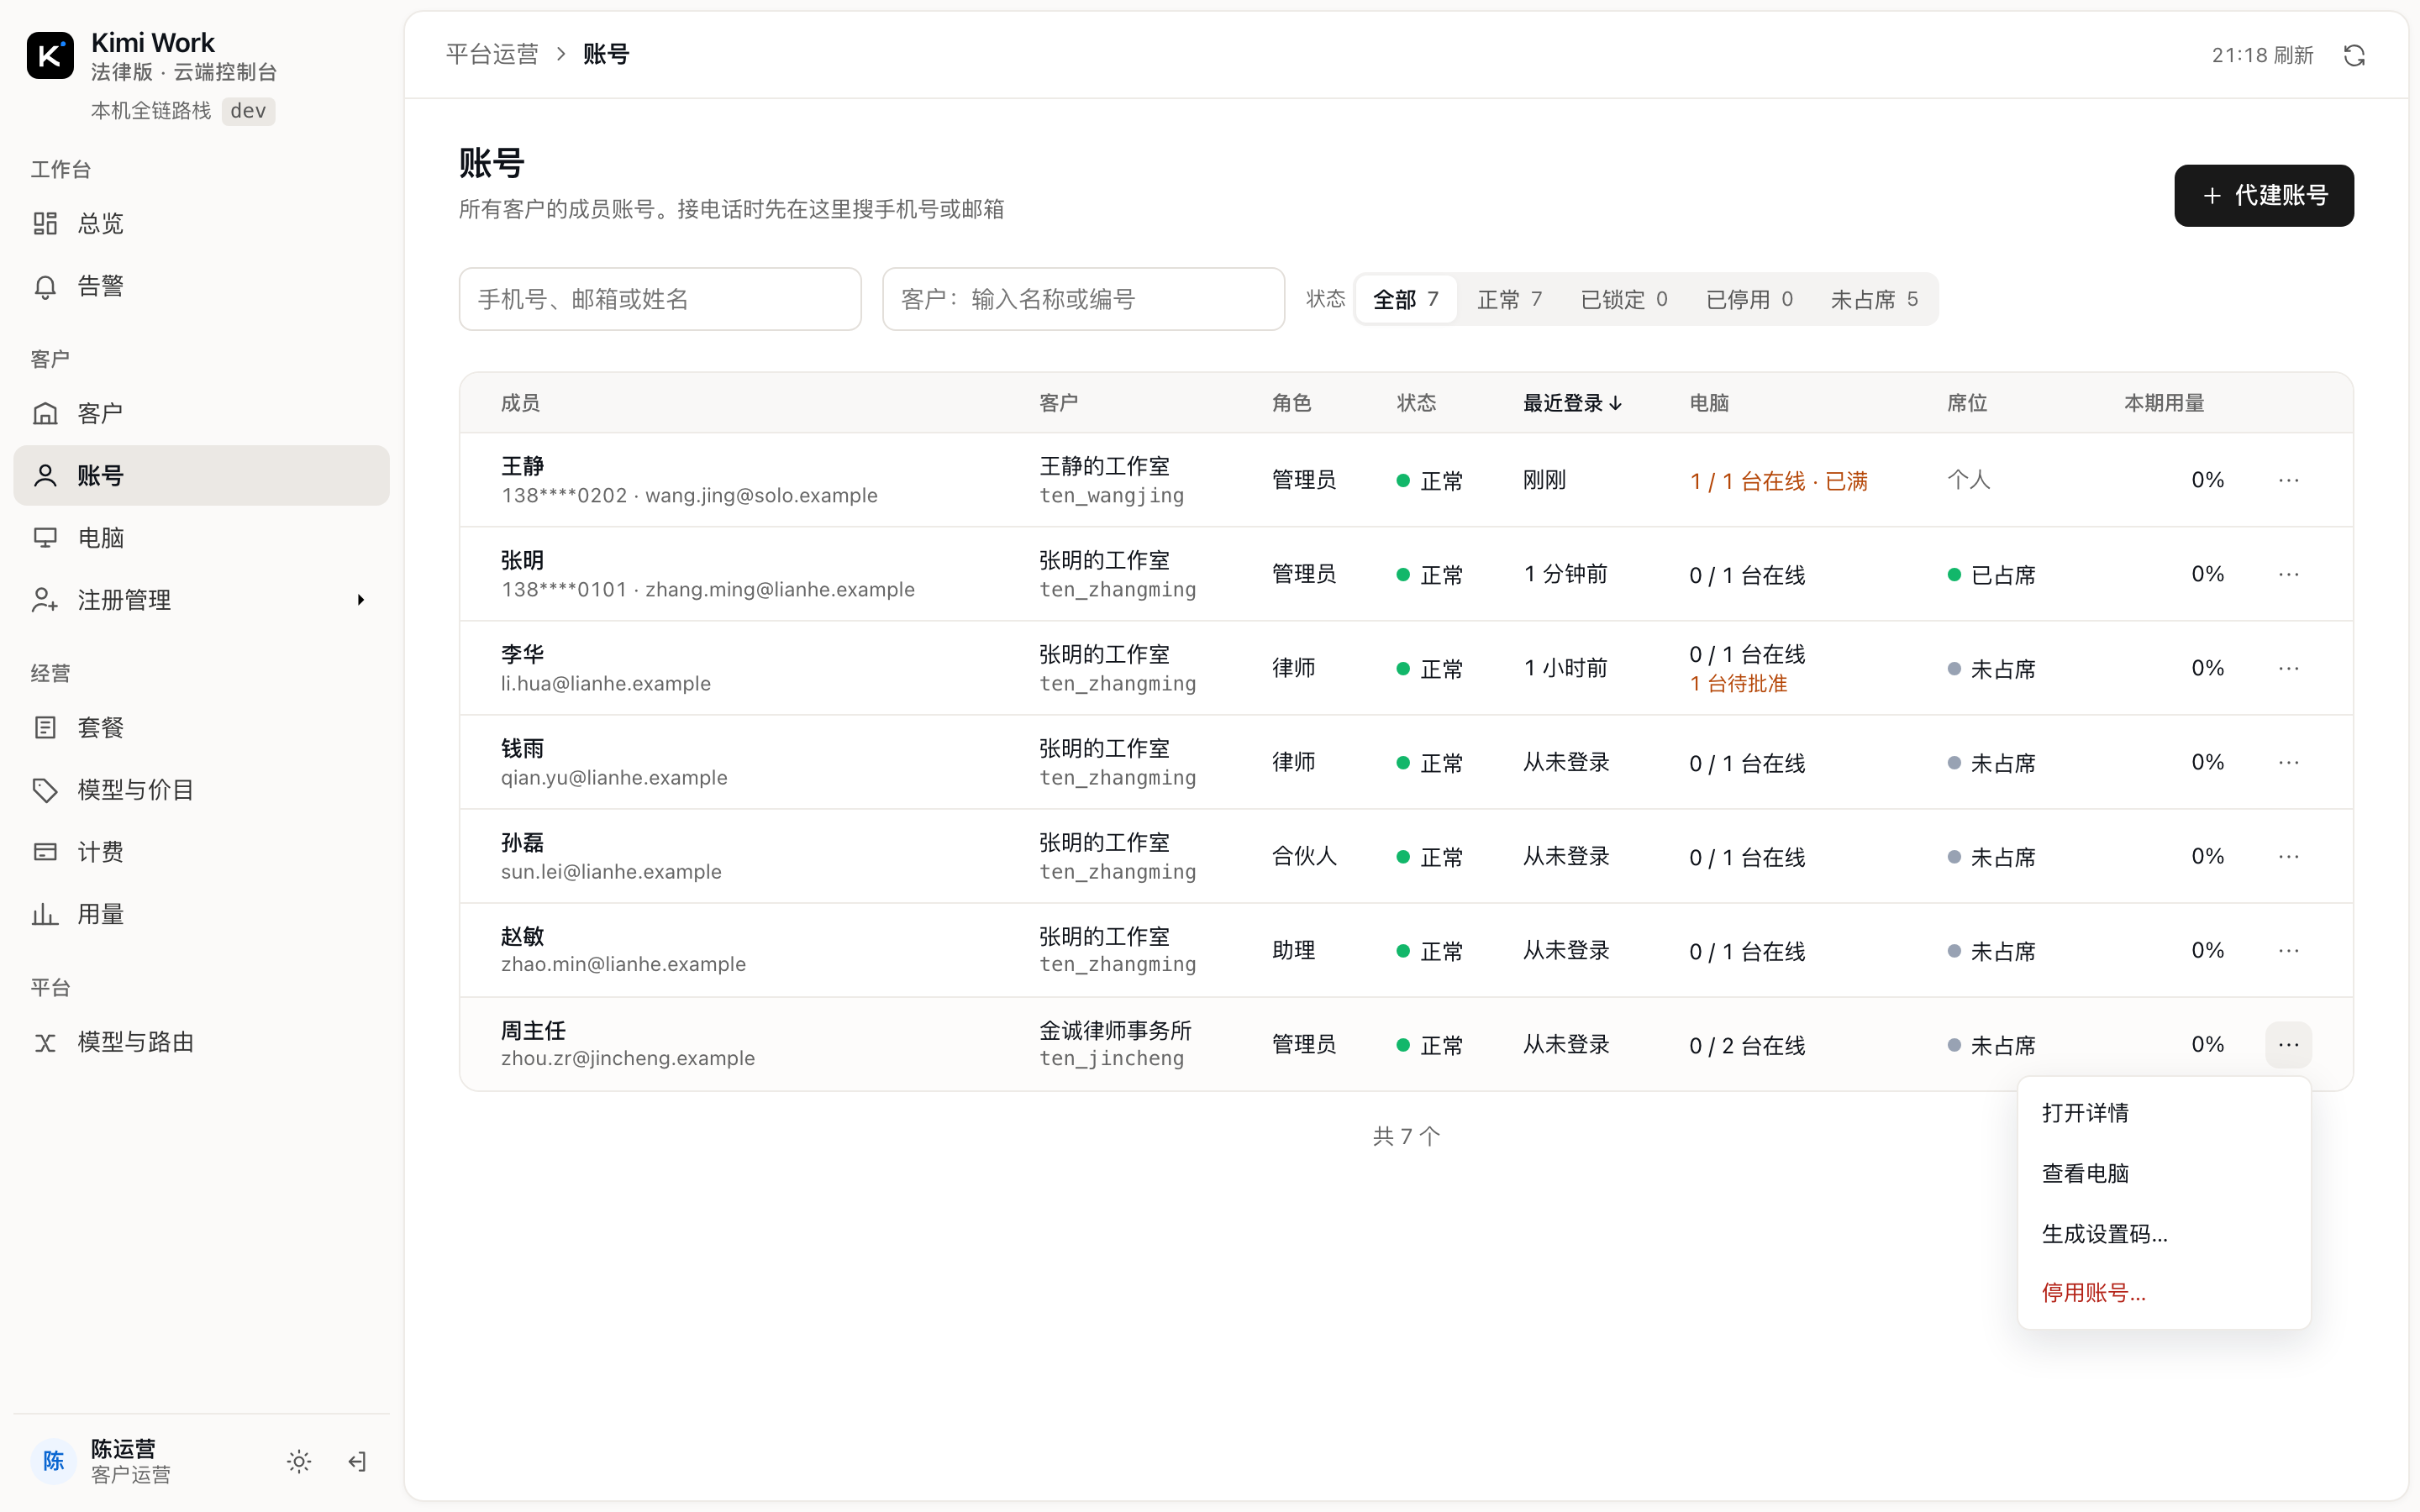 Kimi Work
法律版 · 云端控制台
本机全链路栈 dev
工作台
总览
告警
客户
客户
账号
电脑
注册管理
经营
套餐
模型与价目
计费
用量
平台
模型与路由
陈 陈运营
客户运营
平台运营 > 账号
21:18 刷新
账号
所有客户的成员账号。接电话时先在这里搜手机号或邮箱
+ 代建账号
手机号、邮箱或姓名
客户：输入名称或编号
状态 全部 7 正常 7 已锁定 0 已停用 0 未占席 5
成员 客户 角色 状态 最近登录↓ 电脑 席位 本期用量
王静 王静的工作室 管理员 正常 刚刚 1 / 1 台在线 · 已满 个人 0% ···
138****0202 · wang.jing@solo.example ten_wangjing
张明 张明的工作室 管理员 正常 1 分钟前 0 / 1 台在线 已占席 0% ···
138****0101 · zhang.ming@lianhe.example ten_zhangming
李华 张明的工作室 律师 正常 1 小时前 0 / 1 台在线 未占席 0% ···
li.hua@lianhe.example ten_zhangming 1 台待批准
钱雨 张明的工作室 律师 正常 从未登录 0 / 1 台在线 未占席 0% ···
qian.yu@lianhe.example ten_zhangming
孙磊 张明的工作室 合伙人 正常 从未登录 0 / 1 台在线 未占席 0% ···
sun.lei@lianhe.example ten_zhangming
赵敏 张明的工作室 助理 正常 从未登录 0 / 1 台在线 未占席 0% ···
zhao.min@lianhe.example ten_zhangming
周主任 金诚律师事务所 管理员 正常 从未登录 0 / 2 台在线 未占席 0% ···
zhou.zr@jincheng.example ten_jincheng
共 7 个
打开详情
查看电脑
生成设置码...
停用账号...